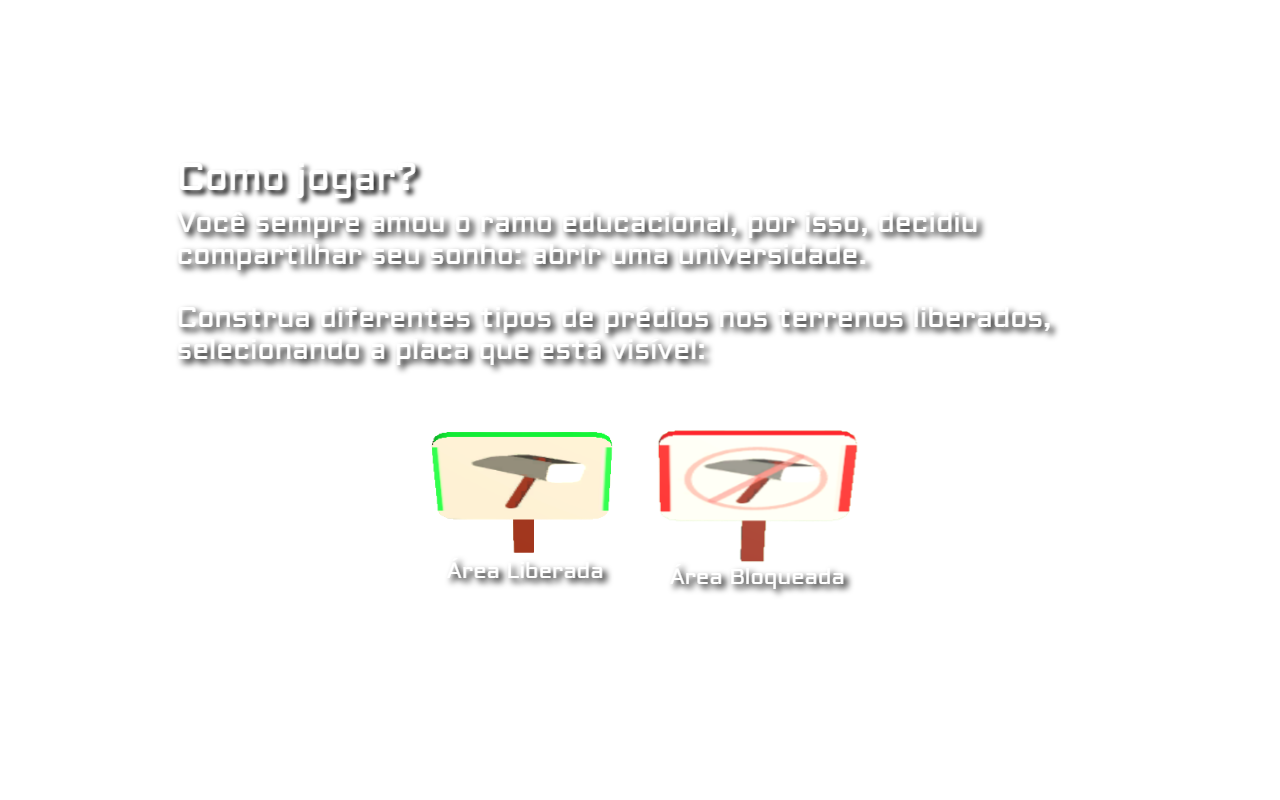 Como jogar?
Você sempre amou o ramo educacional, por isso, decidiu
compartilhar seu sonho: abrir uma universidade.
Construa diferentes tipos de prédios nos terrenos liberados,
selecionando a placa que está visível:
Área Liberada
Área Bloqueada